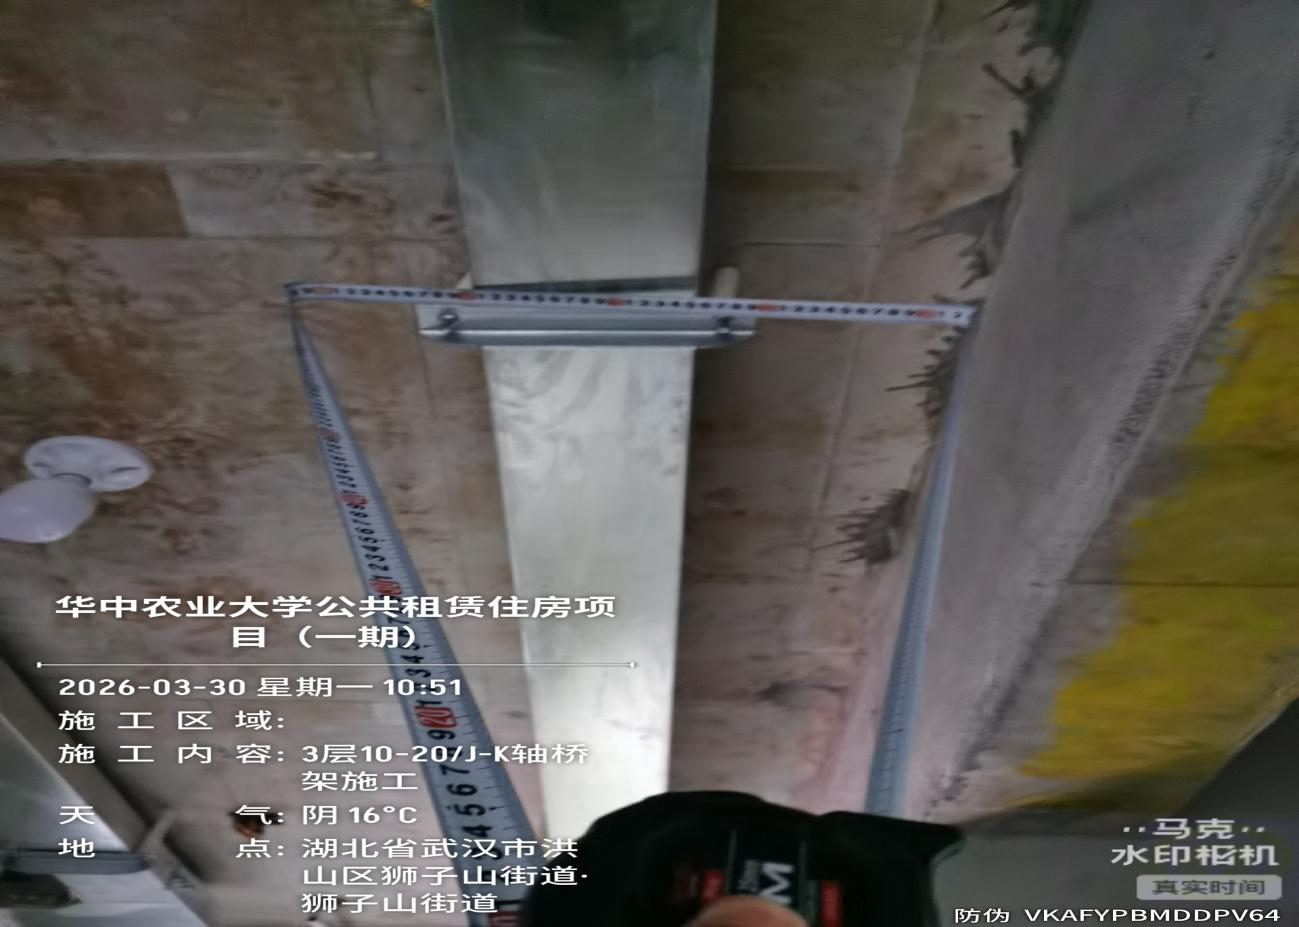 华中农业大学公共租赁住房项
目（一期）
2026-03-30 星期一 10:51
施工区域:
施工内容: 3层10-20/J-K轴桥
架施工
天气: 阴 16°C
地点: 湖北省武汉市洪
山区狮子山街道·
狮子山街道
马克
水印相机
真实时间
防伪 VKAFYPBMDDPV64